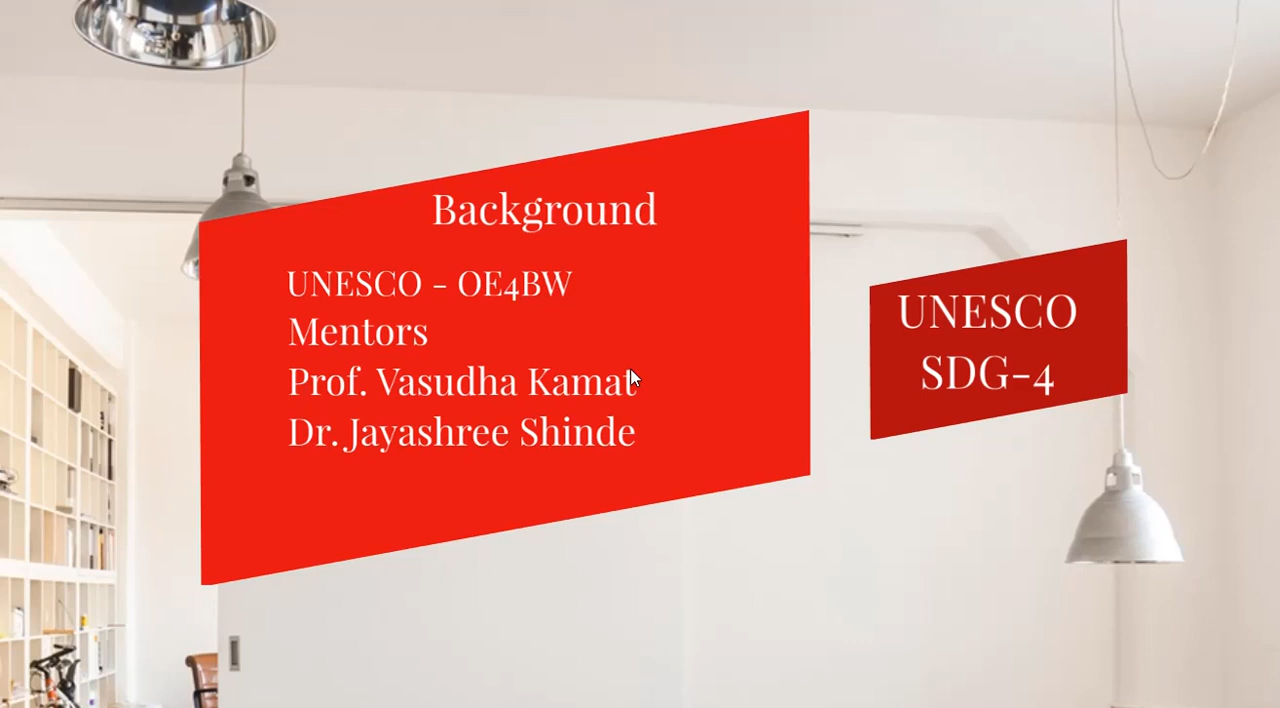 Background
UNESCO - OE4BW
Mentors
Prof. Vasudha Kamat
Dr. Jayashree Shinde
UNESCO
SDG-4